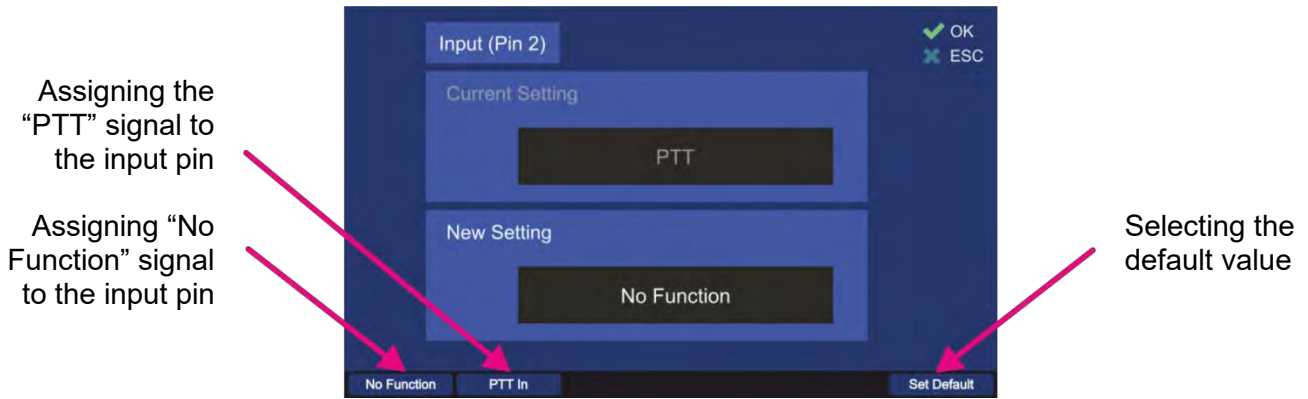 Input (Pin 2)
OK
ESC
Current Setting
PTT
New Setting
No Function
No Function
PTT In
Set Default
Assigning the
“PTT” signal to
the input pin
Assigning “No
Function” signal
to the input pin
Selecting the
default value